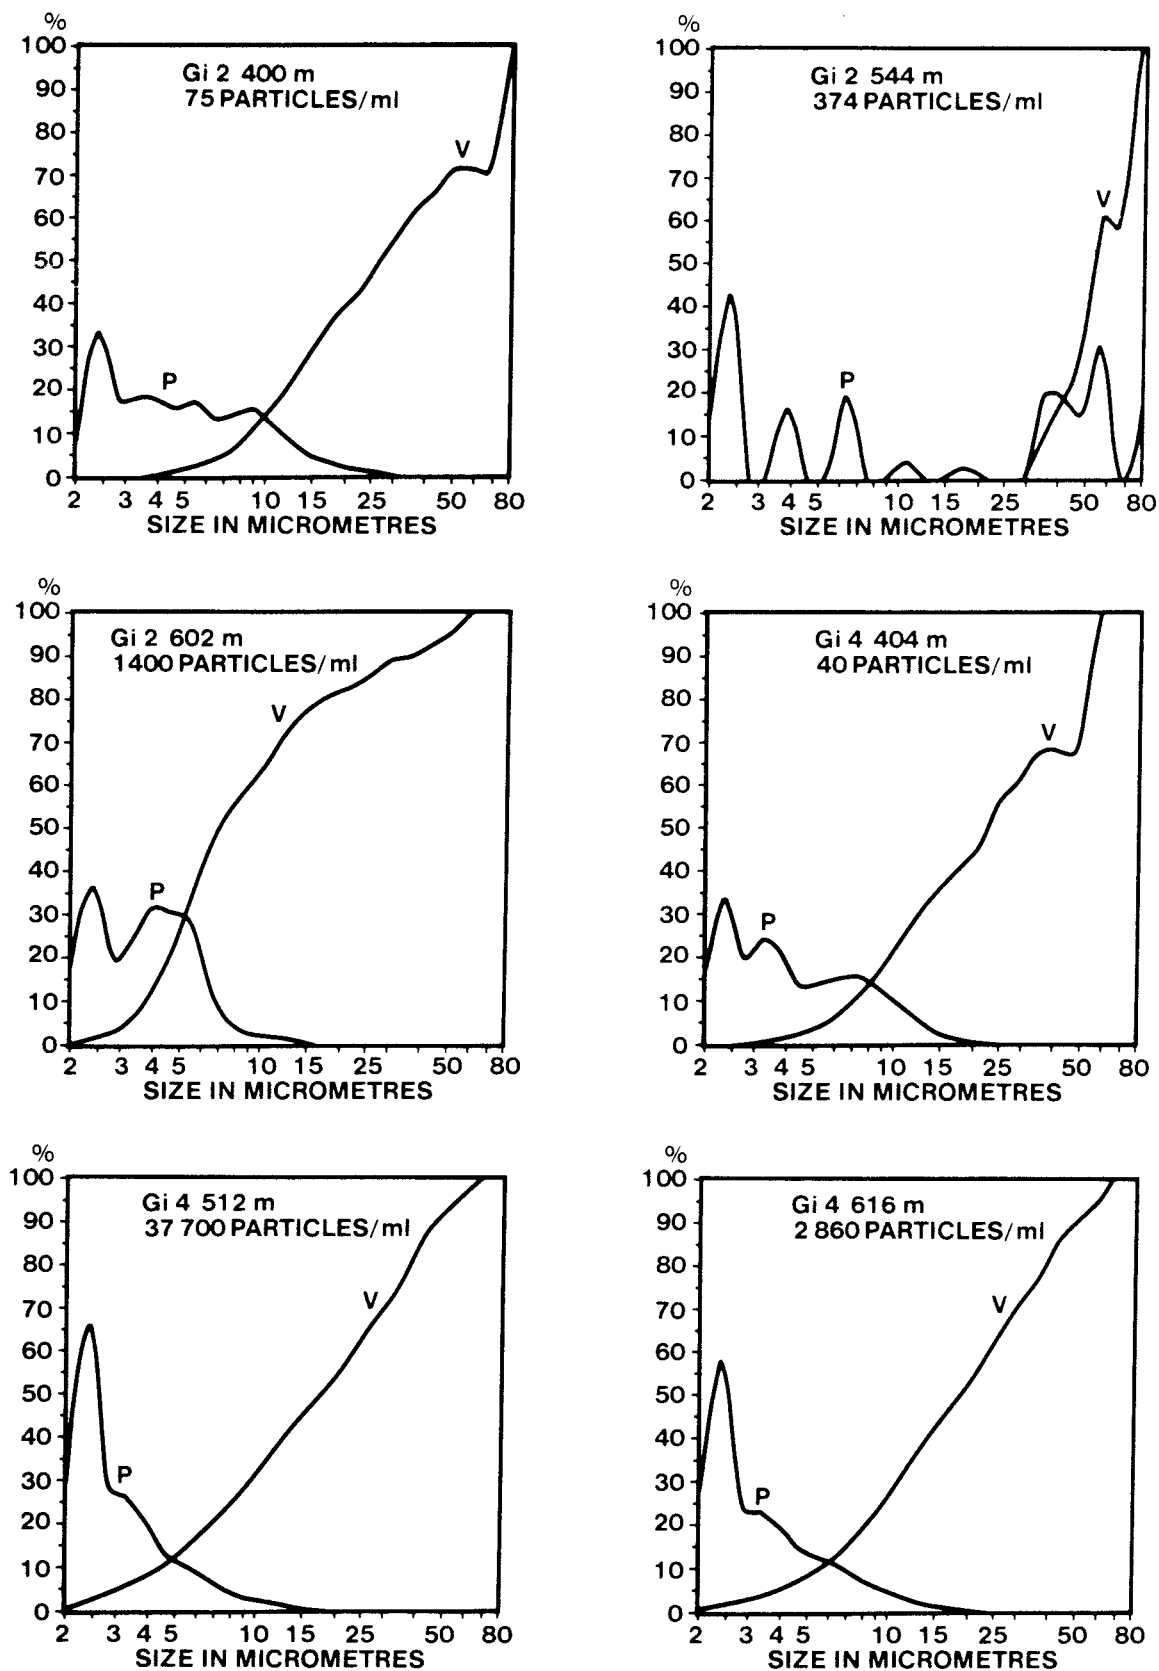 %
100
90
80
70
60
50
40
30
20
10
0
Gi 2 400 m
75 PARTICLES/ml
V
P
2 3 4 5 10 15 25 50 80
SIZE IN MICROMETRES
%
100
90
80
70
60
50
40
30
20
10
0
Gi 2 544 m
374 PARTICLES/ml
V
P
2 3 4 5 10 15 25 50 80
SIZE IN MICROMETRES
%
100
90
80
70
60
50
40
30
20
10
0
Gi 2 602 m
1400 PARTICLES/ml
V
P
2 3 4 5 10 15 25 50 80
SIZE IN MICROMETRES
%
100
90
80
70
60
50
40
30
20
10
0
Gi 4 404 m
40 PARTICLES/ml
V
P
2 3 4 5 10 15 25 50 80
SIZE IN MICROMETRES
%
100
90
80
70
60
50
40
30
20
10
0
Gi 4 512 m
37 700 PARTICLES/ml
V
P
2 3 4 5 10 15 25 50 80
SIZE IN MICROMETRES
%
100
90
80
70
60
50
40
30
20
10
0
Gi 4 616 m
2 860 PARTICLES/ml
V
P
2 3 4 5 10 15 25 50 80
SIZE IN MICROMETRES